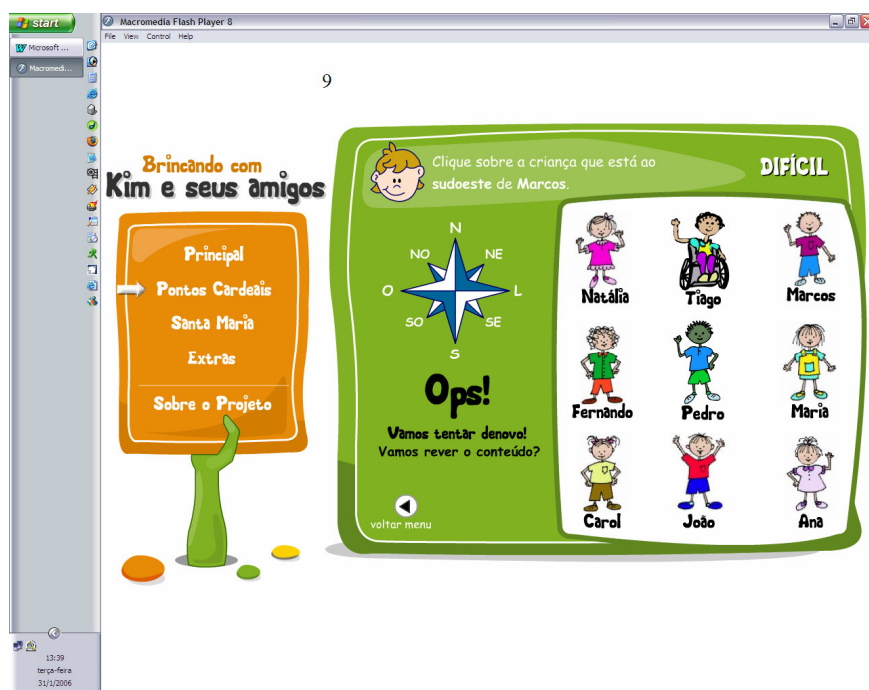 start
Macromedia Flash Player 8
File View Control Help
Microsoft ...
Macromedi...
9
Brincando com
Kim e seus amigos
Principal
Pontos Cardeais
Santa Maria
Extras
Sobre o Projeto
Clique sobre a criança que está ao
sudoeste de Marcos.
DIFÍCIL
N
NO NE
O L
SO SE
S
Ops!
Vamos tentar denovo!
Vamos rever o conteúdo?
voltar menu
Natália Tiago Marcos
Fernando Pedro Maria
Carol João Ana
13:39
terça-feira
31/1/2006